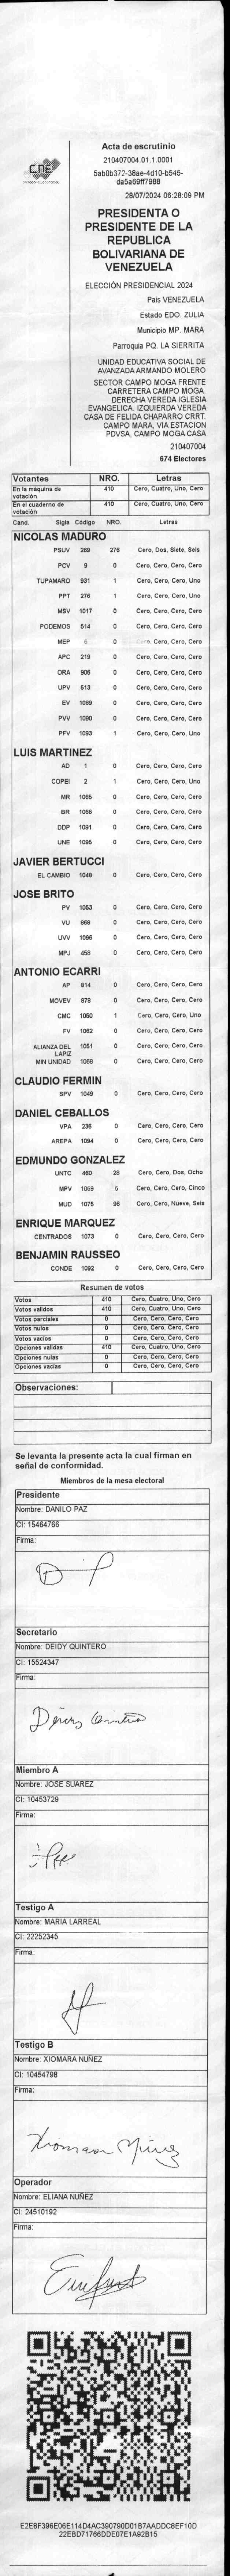 CNE
Acta de escrutinio
210407004.01.1.0001
5ab0b372-38ae-4d10-b545-
da5a69ff7988
28/07/2024 06:28:09 PM
PRESIDENTA O
PRESIDENTE DE LA
REPUBLICA
BOLIVARIANA DE
VENEZUELA
ELECCIÓN PRESIDENCIAL 2024
País VENEZUELA
Estado EDO. ZULIA
Municipio MP. MARA
Parroquia PQ. LA SIERRITA
UNIDAD EDUCATIVA SOCIAL DE
AVANZADA ARMANDO MOLERO
SECTOR CAMPO MOGA FRENTE
CARRETERA CAMPO MOGA.
DERECHA VEREDA IGLESIA
EVANGELICA. IZQUIERDA VEREDA
CASA DE FELIDA CHAPARRO CRRT.
CAMPO MARA, VIA ESTACION
PDVSA, CAMPO MOGA CASA
210407004
674 Electores
Votantes NRO. Letras
En la máquina de votación 410 Cero, Cuatro, Uno, Cero
En el cuaderno de votación 410 Cero, Cuatro, Uno, Cero
Cand. Sigla Código NRO. Letras
NICOLAS MADURO
PSUV 269 276 Cero, Dos, Siete, Seis
PCV 9 0 Cero, Cero, Cero, Cero
TUPAMARO 931 1 Cero, Cero, Cero, Uno
PPT 276 1 Cero, Cero, Cero, Uno
MSV 1017 0 Cero, Cero, Cero, Cero
PODEMOS 514 0 Cero, Cero, Cero, Cero
MEP 6 0 Cero, Cero, Cero, Cero
APC 219 0 Cero, Cero, Cero, Cero
ORA 906 0 Cero, Cero, Cero, Cero
UPV 513 0 Cero, Cero, Cero, Cero
EV 1089 0 Cero, Cero, Cero, Cero
PVV 1090 0 Cero, Cero, Cero, Cero
PFV 1093 1 Cero, Cero, Cero, Uno
LUIS MARTINEZ
AD 1 0 Cero, Cero, Cero, Cero
COPEI 2 1 Cero, Cero, Cero, Uno
MR 1065 0 Cero, Cero, Cero, Cero
BR 1066 0 Cero, Cero, Cero, Cero
DDP 1091 0 Cero, Cero, Cero, Cero
UNE 1095 0 Cero, Cero, Cero, Cero
JAVIER BERTUCCI
EL CAMBIO 1048 0 Cero, Cero, Cero, Cero
JOSE BRITO
PV 1053 0 Cero, Cero, Cero, Cero
VU 868 0 Cero, Cero, Cero, Cero
UVV 1096 0 Cero, Cero, Cero, Cero
MPJ 458 0 Cero, Cero, Cero, Cero
ANTONIO ECARRI
AP 814 0 Cero, Cero, Cero, Cero
MOVEV 878 0 Cero, Cero, Cero, Cero
CMC 1050 1 Cero, Cero, Cero, Uno
FV 1062 0 Cero, Cero, Cero, Cero
ALIANZA DEL LAPIZ 1051 0 Cero, Cero, Cero, Cero
MIN UNIDAD 1068 0 Cero, Cero, Cero, Cero
CLAUDIO FERMIN
SPV 1049 0 Cero, Cero, Cero, Cero
DANIEL CEBALLOS
VPA 236 0 Cero, Cero, Cero, Cero
AREPA 1094 0 Cero, Cero, Cero, Cero
EDMUNDO GONZALEZ
UNTC 460 28 Cero, Cero, Dos, Ocho
MPV 1059 5 Cero, Cero, Cero, Cinco
MUD 1075 96 Cero, Cero, Nueve, Seis
ENRIQUE MARQUEZ
CENTRADOS 1073 0 Cero, Cero, Cero, Cero
BENJAMIN RAUSSEO
CONDE 1092 0 Cero, Cero, Cero, Cero
Resumen de votos
Votos 410 Cero, Cuatro, Uno, Cero
Votos validos 410 Cero, Cuatro, Uno, Cero
Votos parciales 0 Cero, Cero, Cero, Cero
Votos nulos 0 Cero, Cero, Cero, Cero
Votos vacios 0 Cero, Cero, Cero, Cero
Opciones validas 410 Cero, Cuatro, Uno, Cero
Opciones nulas 0 Cero, Cero, Cero, Cero
Opciones vacias 0 Cero, Cero, Cero, Cero
Observaciones:
Se levanta la presente acta la cual firman en
señal de conformidad.
Miembros de la mesa electoral
Presidente
Nombre: DANILO PAZ
CI: 15464766
Firma:
Secretario
Nombre: DEIDY QUINTERO
CI: 15524347
Firma:
Miembro A
Nombre: JOSE SUAREZ
CI: 10453729
Firma:
Testigo A
Nombre: MARIA LARREAL
CI: 22252345
Firma:
Testigo B
Nombre: XIOMARA NUÑEZ
CI: 10454798
Firma:
Xiomara Nuñez
Operador
Nombre: ELIANA NUÑEZ
CI: 24510192
Firma:
E2E8F396E06E114D4AC390790D01B7AADDC8EF10D
22EBD71766DDE07E1A92B15